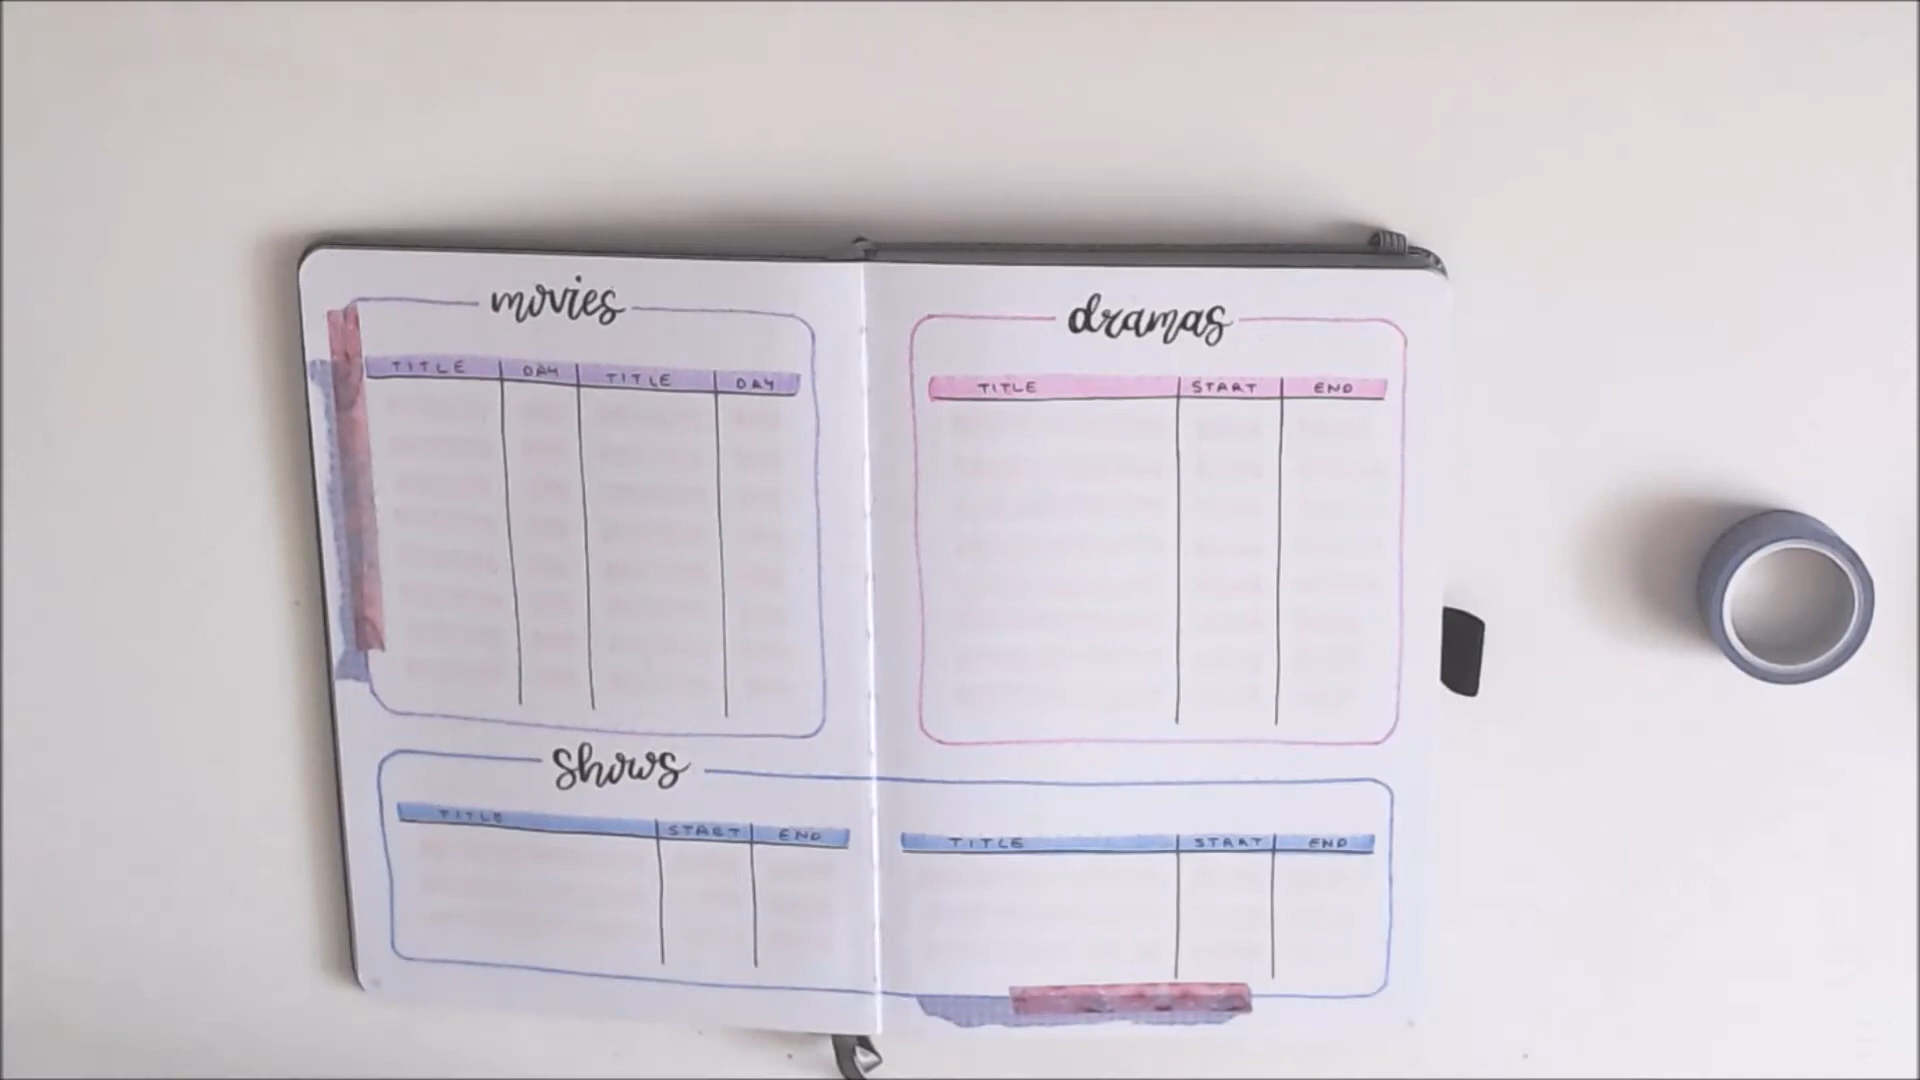 movies
TITLE DAY TITLE DAY
dramas
TITLE START END
shows
TITLE START END
TITLE START END